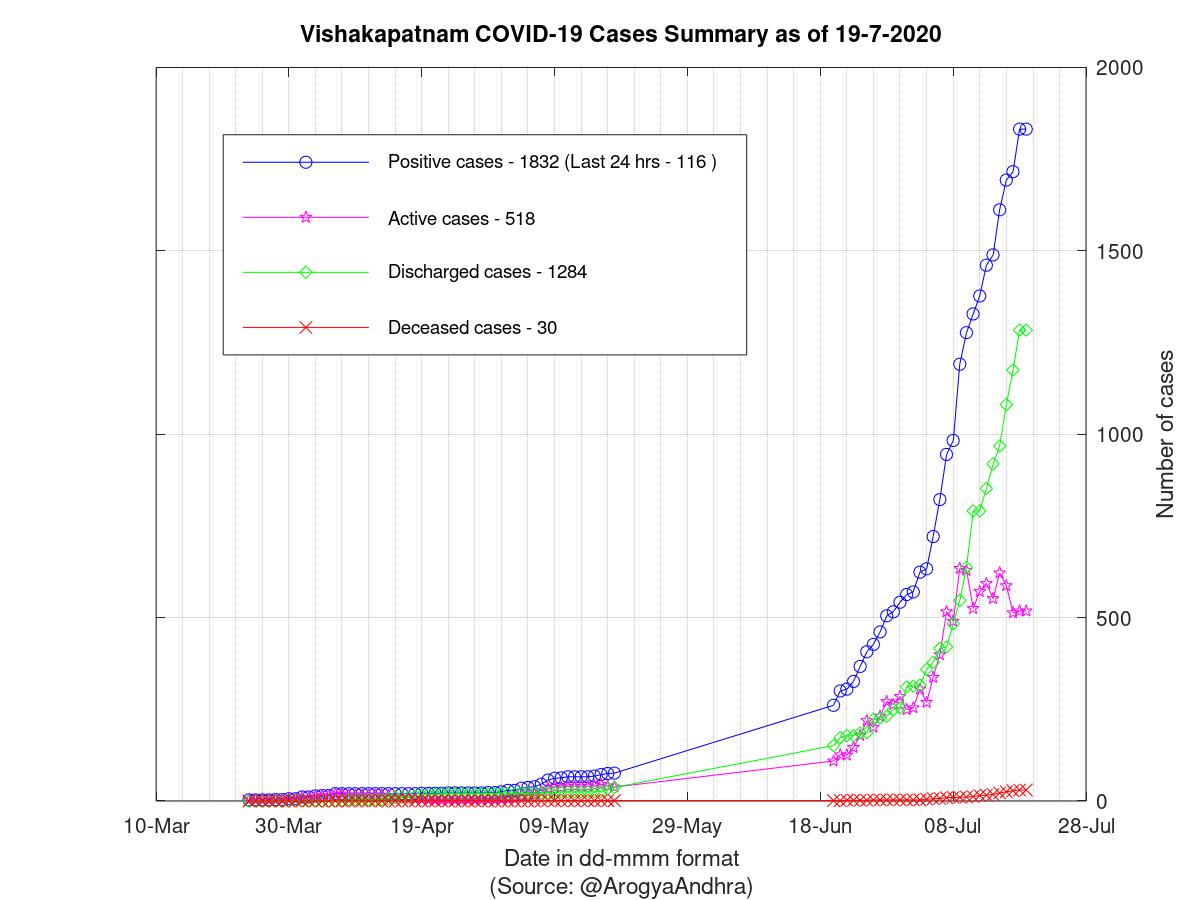 Vishakapatnam COVID-19 Cases Summary as of 19-7-2020
Positive cases - 1832 (Last 24 hrs - 116 )
Active cases - 518
Discharged cases - 1284
Deceased cases - 30
2000
1500
1000
500
0
Number of cases
10-Mar 30-Mar 19-Apr 09-May 29-May 18-Jun 08-Jul 28-Jul
Date in dd-mmm format
(Source: @ArogyaAndhra)